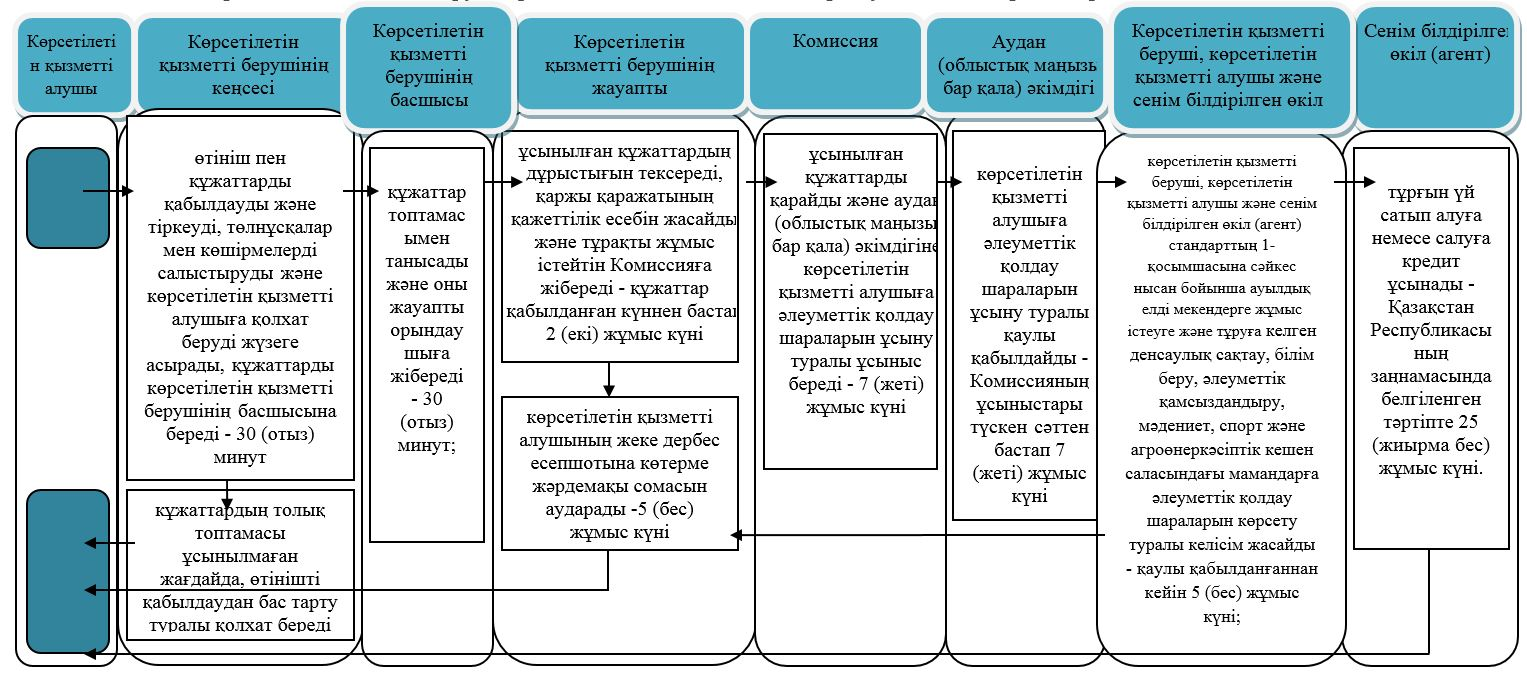 Көрсетілеті
н қызметті
алушы
Көрсетілетін
қызметті берушінің
кеңсесі
Көрсетілетін
қызметті
берушінің
басшысы
Көрсетілетін
қызметті берушінің
жауапты
Комиссия
Аудан
(облыстық маңызы
бар қала) әкімдігі
Көрсетілетін қызметті
беруші, көрсетілетін
қызметті алушы және
сенім білдірілген өкіл
Сенім білдірілген
өкіл (агент)
өтініш пен
құжаттарды
қабылдауды және
тіркеуді, төлнұсқалар
мен көшірмелерді
салыстыруды және
көрсетілетін қызметті
алушыға қолхат
беруді жүзеге
асырады, құжаттарды
көрсетілетін қызметті
берушінің басшысына
береді - 30 (отыз)
минут
құжаттардың толық
топтамасы
ұсынылмаған
жағдайда, өтінішті
қабылдаудан бас тарту
туралы қолхат береді
құжаттар
топтамас
ымен
танысады
және оны
жауапты
орындау
шыға
жібереді
- 30
(отыз)
минут;
ұсынылған құжаттардың
дұрыстығын тексереді,
қаржы қаражатының
қажеттілік есебін жасайды
және тұрақты жұмыс
істейтін Комиссияға
жібереді - құжаттар
қабылданған күннен бастап
2 (екі) жұмыс күні
көрсетілетін қызметті
алушының жеке дербес
есепшотына көтерме
жәрдемақы сомасын
аударады -5 (бес)
жұмыс күні
ұсынылған
құжаттарды
қарайды және аудан
(облыстық маңызы
бар қала) әкімдігіне
көрсетілетін
қызметті алушыға
әлеуметтік қолдау
шараларын ұсыну
туралы ұсыныс
береді - 7 (жеті)
жұмыс күні
көрсетілетін
қызметті
алушыға
әлеуметтік
қолдау
шараларын
ұсыну туралы
қаулы
қабылдайды -
Комиссияның
ұсыныстары
түскен сәттен
бастап 7
(жеті) жұмыс
күні
көрсетілетін қызметті
беруші, көрсетілетін
қызметті алушы және сенім
білдірілген өкіл (агент)
стандарттың 1-
қосымшасына сәйкес
нысан бойынша ауылдық
елді мекендерге жұмыс
істеуге және тұруға келген
денсаулық сақтау, білім
беру, әлеуметтік
қамсыздандыру,
мәдениет, спорт және
агроөнеркәсіптік кешен
саласындағы мамандарға
әлеуметтік қолдау
шараларын көрсету
туралы келісім жасайды
- қаулы қабылданғаннан
кейін 5 (бес) жұмыс
күні;
тұрғын үй
сатып алуға
немесе салуға
кредит
ұсынады -
Қазақстан
Республикасы
ның
заңнамасында
белгіленген
тәртіпте 25
(жиырма бес)
жұмыс күні.